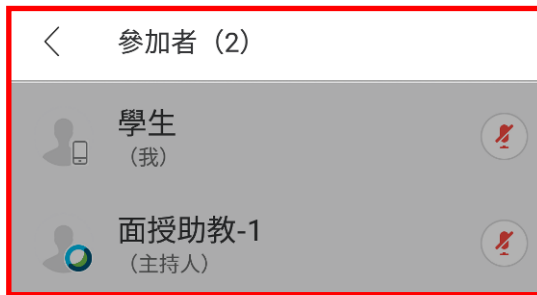 參加者（2）
學生
（我）
面授助教-1
（主持人）